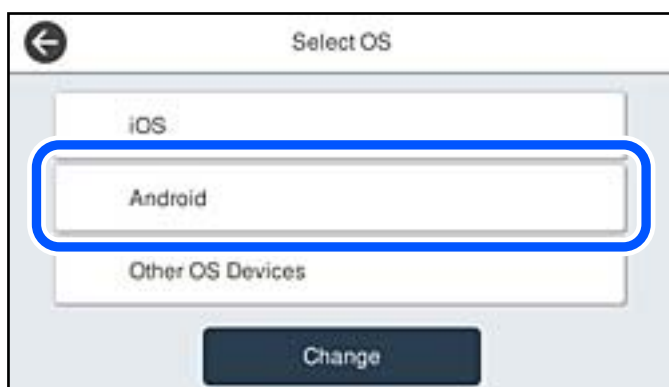 Select OS
iOS
Android
Other OS Devices
Change